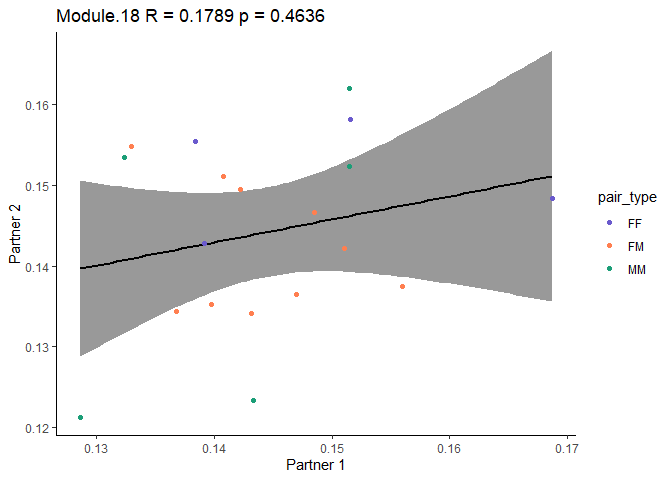 Module.18 R = 0.1789 p = 0.4636
0.16
0.15
0.14
0.13
0.12
Partner 2
0.13 0.14 0.15 0.16 0.17
Partner 1
pair_type
FF
FM
MM